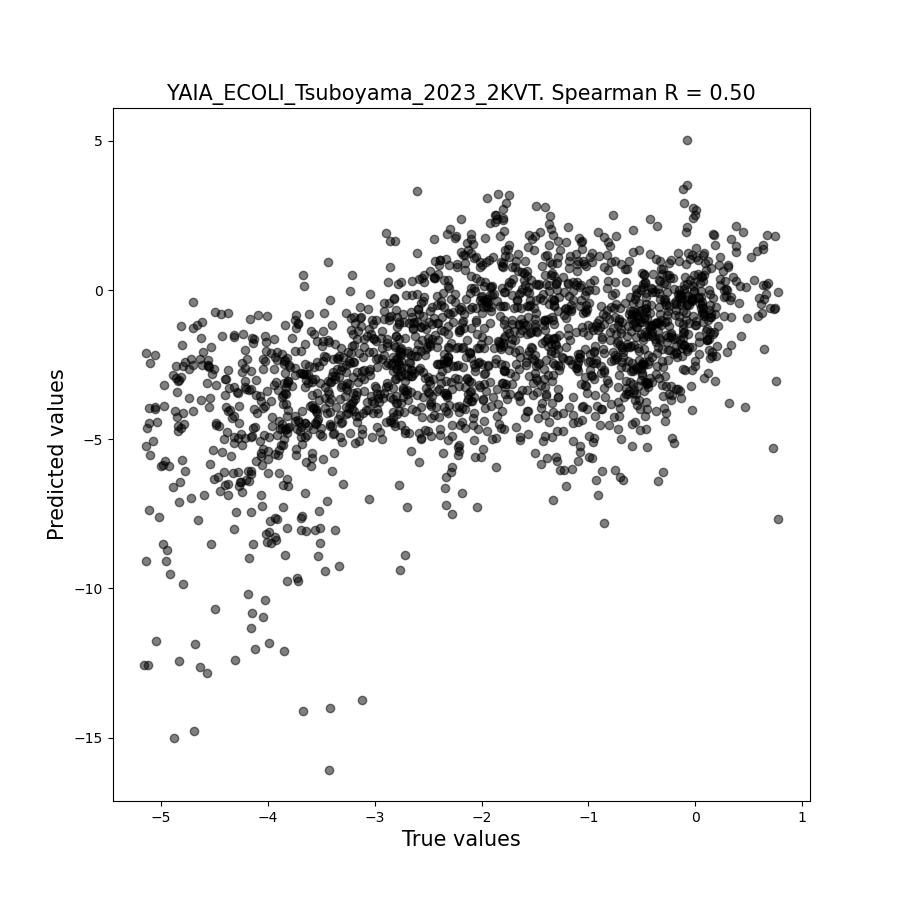 YAIA_ECOLI_Tsuboyama_2023_2KVT. Spearman R = 0.50
5
0
−5
−10
−15
Predicted values
−5 −4 −3 −2 −1 0 1
True values